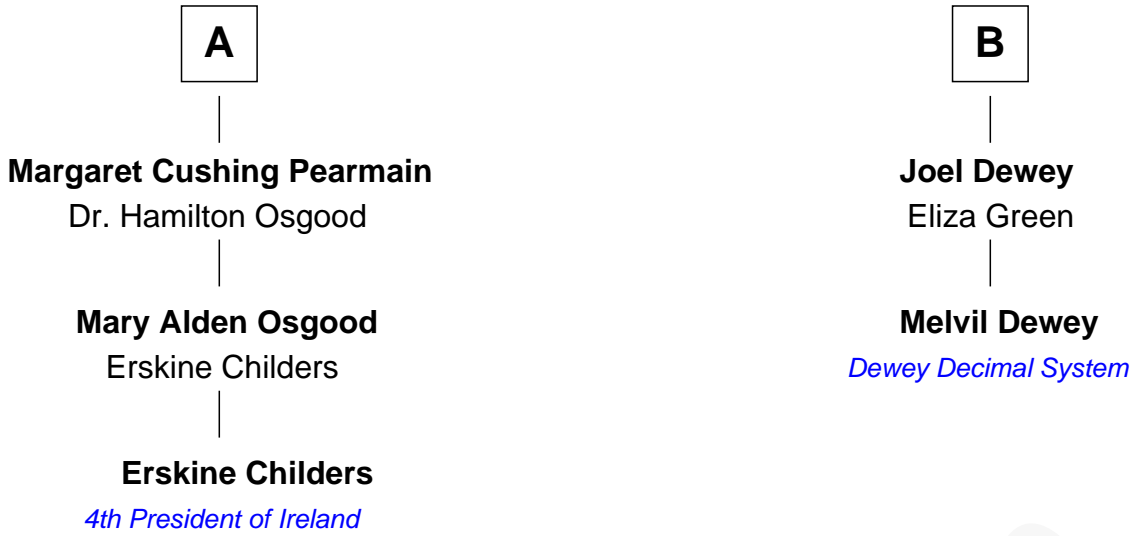 A
Margaret Cushing Pearmain
Dr. Hamilton Osgood
Mary Alden Osgood
Erskine Childers
Erskine Childers
4th President of Ireland
B
Joel Dewey
Eliza Green
Melvil Dewey
Dewey Decimal System